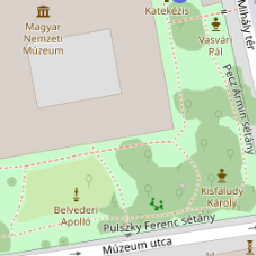 Katekézis
Magyar
Nemzeti
Múzeum
Vasvári
Pál
Mihály tér
Pecz Ármin sétány
Kisfaludy
Károly
Belvederi
Apolló
Pulszky Ferenc sétány
Múzeum utca